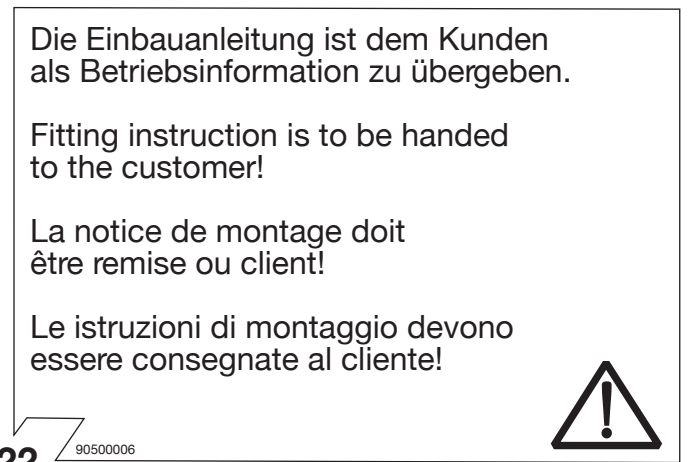 Die Einbauanleitung ist dem Kunden
als Betriebsinformation zu übergeben.
Fitting instruction is to be handed
to the customer!
La notice de montage doit
être remise ou client!
Le istruzioni di montaggio devono
essere consegnate al cliente!
90500006